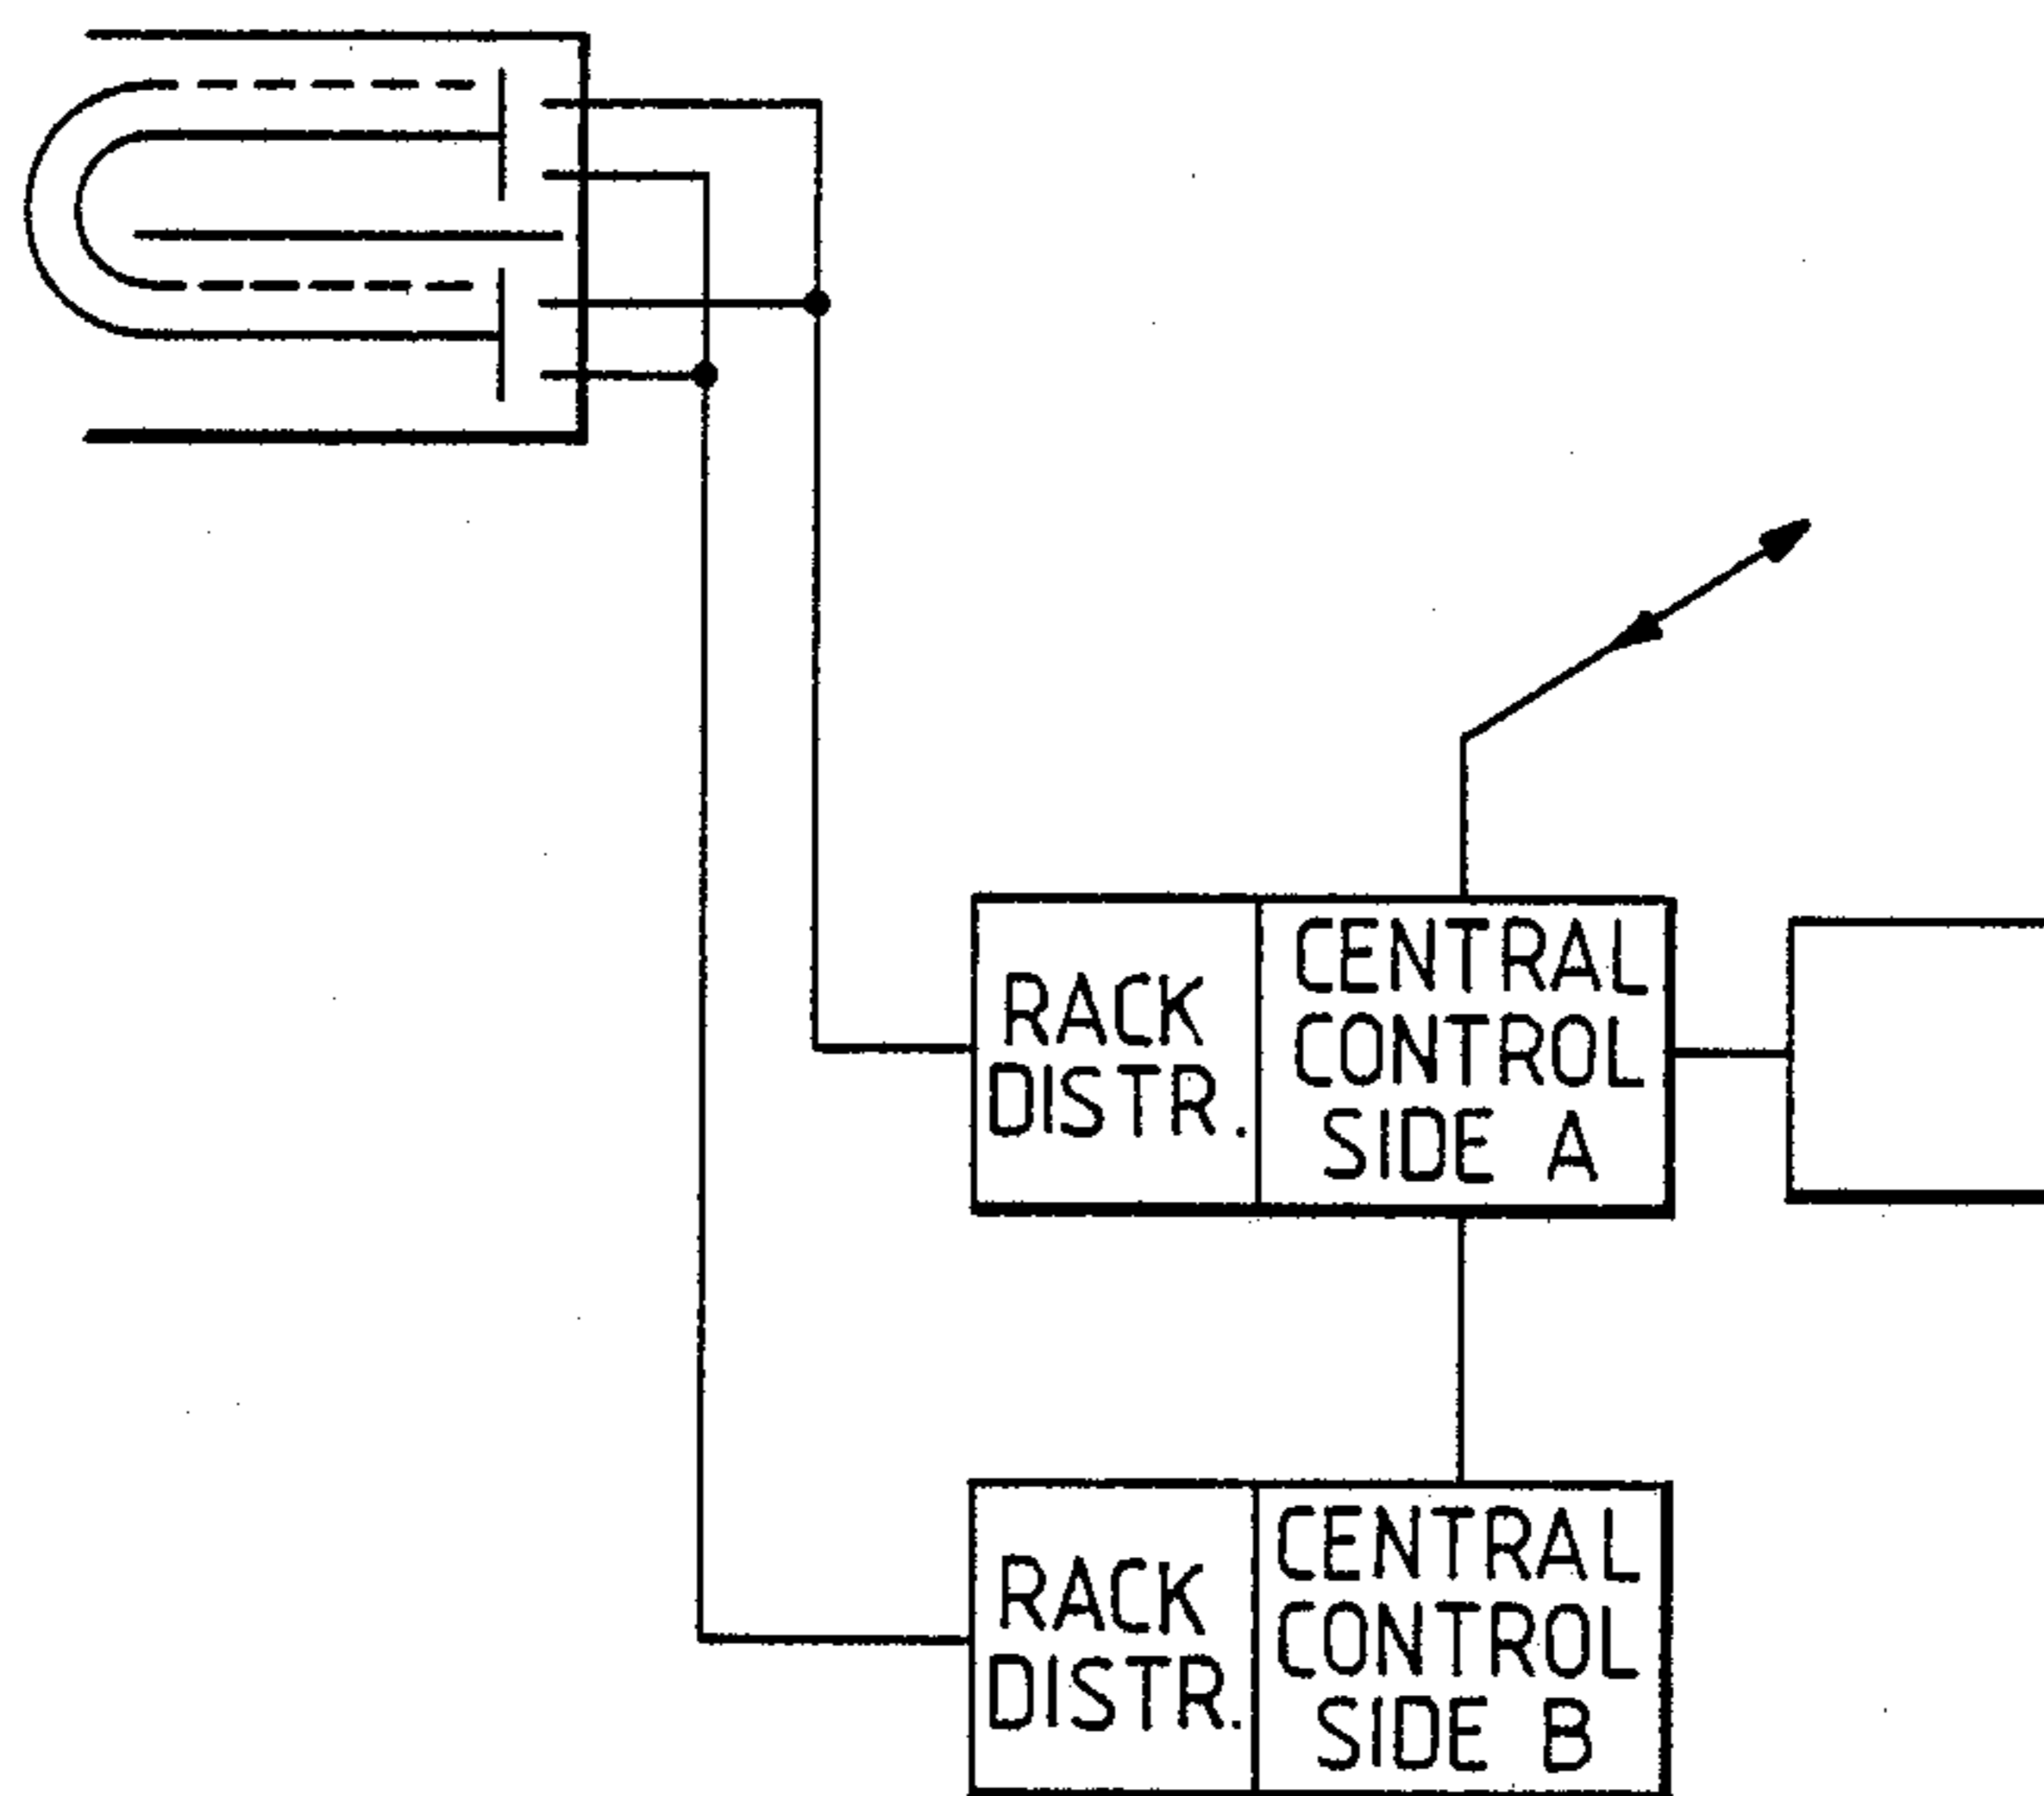 RACK
DISTR.
CENTRAL
CONTROL
SIDE A
RACK
DISTR.
CENTRAL
CONTROL
SIDE B